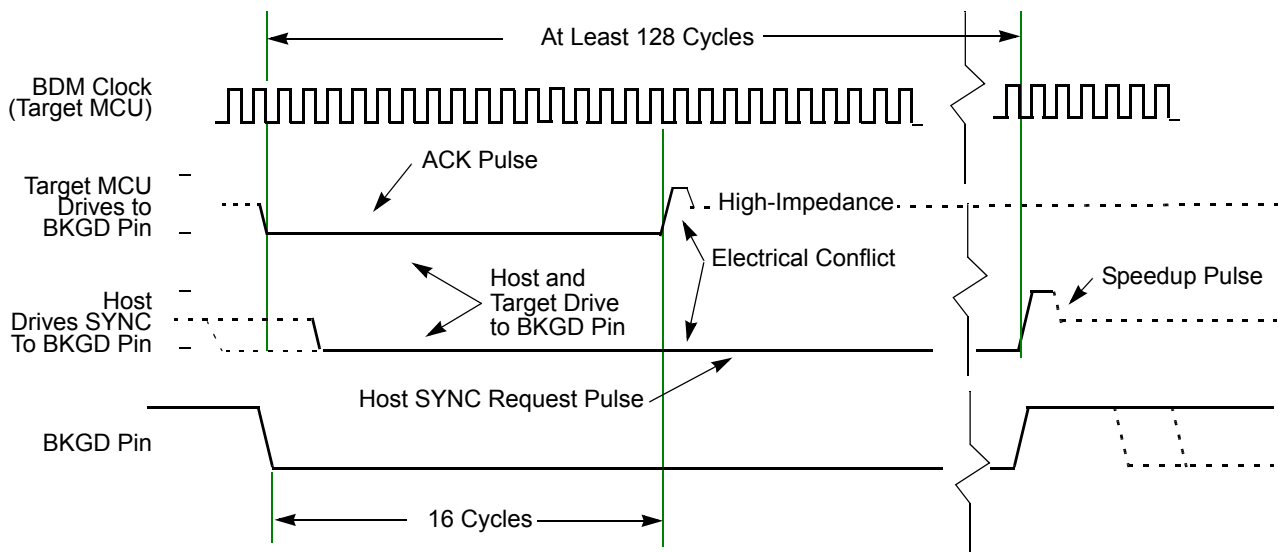 At Least 128 Cycles
BDM Clock
(Target MCU)
ACK Pulse
Target MCU
Drives to
BKGD Pin
High-Impedance
Electrical Conflict
Host and
Target Drive
to BKGD Pin
Speedup Pulse
Host
Drives SYNC
To BKGD Pin
Host SYNC Request Pulse
BKGD Pin
16 Cycles